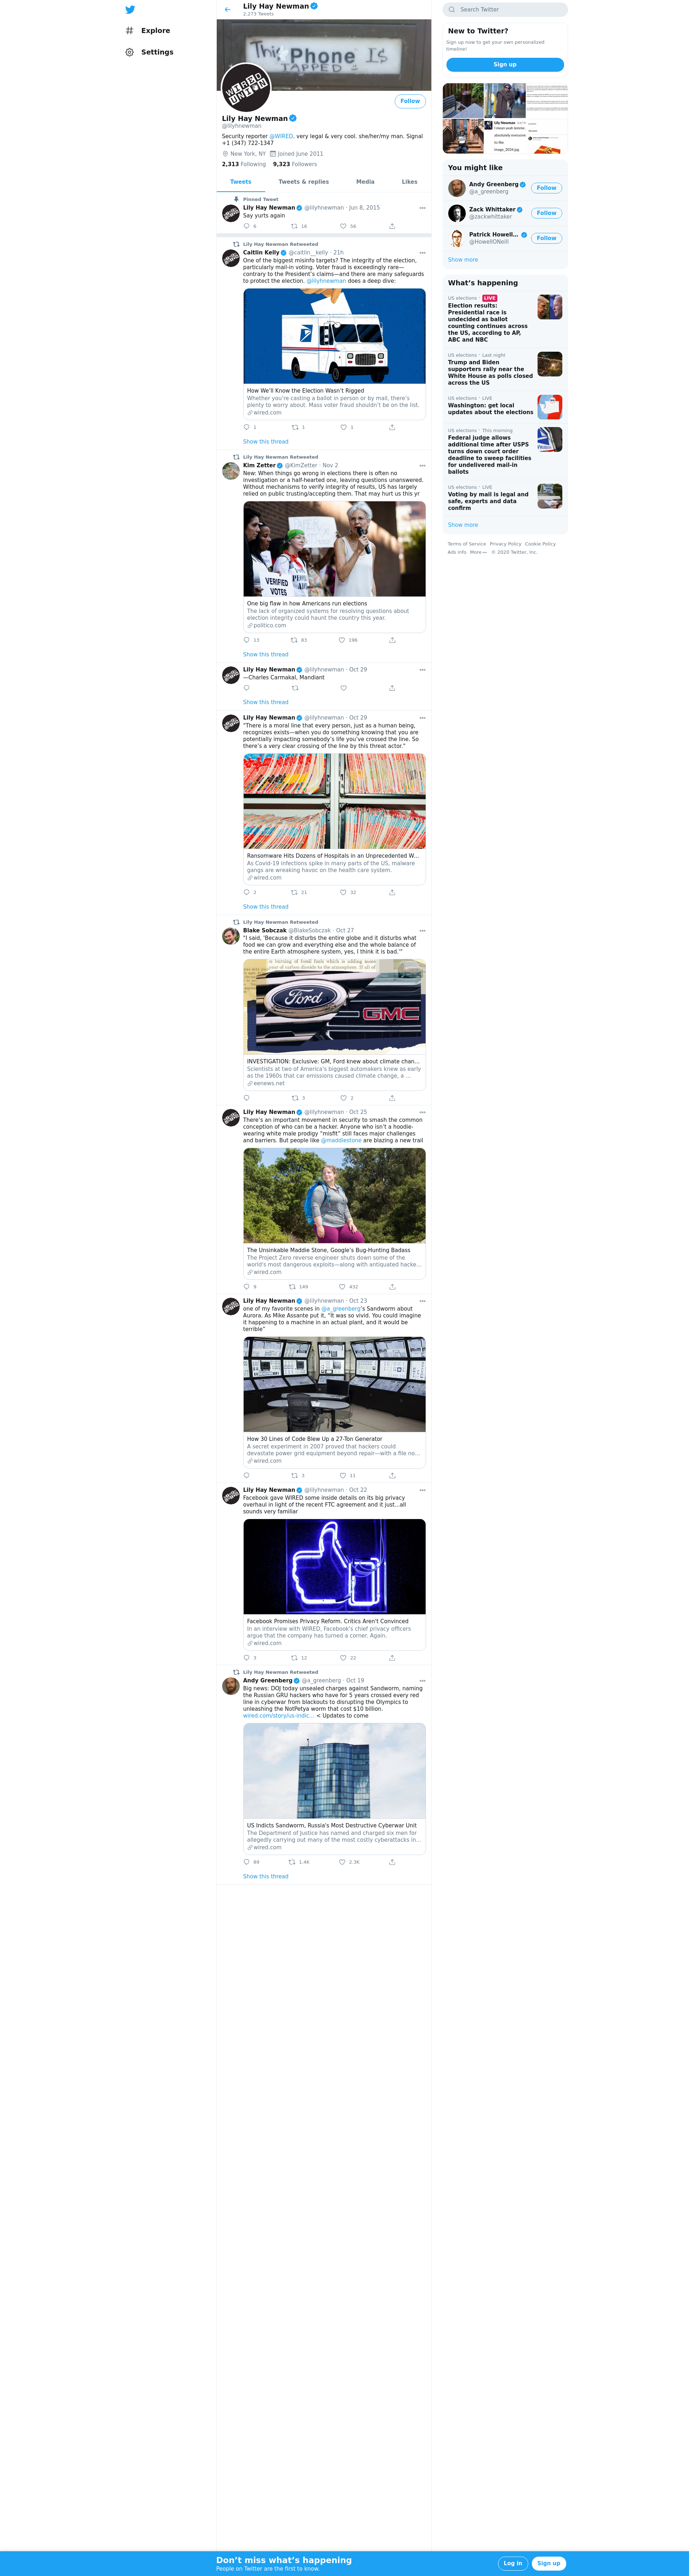 Explore
Settings
Lily Hay Newman
2,273 Tweets
This Phone Is
TAPPED
WIRED
UNION
Follow
Lily Hay Newman
@lilyhnewman
Security reporter @WIRED. very legal & very cool. she/her/my man. Signal
+1 (347) 722-1347
New York, NY Joined June 2011
2,313 Following 9,323 Followers
Tweets Tweets & replies Media Likes
Pinned Tweet
Lily Hay Newman @lilyhnewman · Jun 8, 2015
Say yurts again
6 14 56
Lily Hay Newman Retweeted
Caitlin Kelly @caitlin__kelly · 21h
One of the biggest misinfo targets? The integrity of the election,
particularly mail-in voting. Voter fraud is exceedingly rare—
contrary to the President's claims—and there are many safeguards
to protect the election. @lilyhnewman does a deep dive:
How We'll Know the Election Wasn't Rigged
Whether you're casting a ballot in person or by mail, there's
plenty to worry about. Mass voter fraud shouldn't be on the list.
wired.com
1 1 1
Show this thread
Lily Hay Newman Retweeted
Kim Zetter @KimZetter · Nov 2
New: When things go wrong in elections there is often no
investigation or a half-hearted one, leaving questions unanswered.
Without mechanisms to verify integrity of results, US has largely
relied on public trusting/accepting them. That may hurt us this yr
VERIFIED
VOTES
One big flaw in how Americans run elections
The lack of organized systems for resolving questions about
election integrity could haunt the country this year.
politico.com
13 83 196
Show this thread
Lily Hay Newman @lilyhnewman · Oct 29
—Charles Carmakal, Mandiant
Show this thread
Lily Hay Newman @lilyhnewman · Oct 29
"There is a moral line that every person, just as a human being,
recognizes exists—when you do something knowing that you are
potentially impacting somebody's life you've crossed the line. So
there's a very clear crossing of the line by this threat actor."
Ransomware Hits Dozens of Hospitals in an Unprecedented W...
As Covid-19 infections spike in many parts of the US, malware
gangs are wreaking havoc on the health care system.
wired.com
2 21 32
Show this thread
Lily Hay Newman Retweeted
Blake Sobczak @BlakeSobczak · Oct 27
"I said, 'Because it disturbs the entire globe and it disturbs what
food we can grow and everything else and the whole balance of
the entire Earth atmosphere system, yes, I think it is bad.'"
Ford
GMC
INVESTIGATION: Exclusive: GM, Ford knew about climate chan...
Scientists at two of America's biggest automakers knew as early
as the 1960s that car emissions caused climate change, a ...
eenews.net
3 2
Lily Hay Newman @lilyhnewman · Oct 25
There's an important movement in security to smash the common
conception of who can be a hacker. Anyone who isn't a hoodie-
wearing white male prodigy "misfit" still faces major challenges
and barriers. But people like @maddiestone are blazing a new trail
The Unsinkable Maddie Stone, Google's Bug-Hunting Badass
The Project Zero reverse engineer shuts down some of the
world's most dangerous exploits—along with antiquated hacke...
wired.com
9 149 432
Lily Hay Newman @lilyhnewman · Oct 23
one of my favorite scenes in @a_greenberg's Sandworm about
Aurora. As Mike Assante put it, "It was so vivid. You could imagine
it happening to a machine in an actual plant, and it would be
terrible"
How 30 Lines of Code Blew Up a 27-Ton Generator
A secret experiment in 2007 proved that hackers could
devastate power grid equipment beyond repair—with a file no...
wired.com
3 11
Lily Hay Newman @lilyhnewman · Oct 22
Facebook gave WIRED some inside details on its big privacy
overhaul in light of the recent FTC agreement and it just...all
sounds very familiar
Facebook Promises Privacy Reform. Critics Aren't Convinced
In an interview with WIRED, Facebook's chief privacy officers
argue that the company has turned a corner. Again.
wired.com
3 12 22
Lily Hay Newman Retweeted
Andy Greenberg @a_greenberg · Oct 19
Big news: DOJ today unsealed charges against Sandworm, naming
the Russian GRU hackers who have for 5 years crossed every red
line in cyberwar from blackouts to disrupting the Olympics to
unleashing the NotPetya worm that cost $10 billion.
wired.com/story/us-indic... < Updates to come
US Indicts Sandworm, Russia's Most Destructive Cyberwar Unit
The Department of Justice has named and charged six men for
allegedly carrying out many of the most costly cyberattacks in...
wired.com
89 1.4K 2.3K
Show this thread
Search Twitter
New to Twitter?
Sign up now to get your own personalized
timeline!
Sign up
You might like
Andy Greenberg
@a_greenberg
Follow
Zack Whittaker
@zackwhittaker
Follow
Patrick Howell...
@HowellONeill
Follow
Show more
What's happening
US elections · LIVE
Election results:
Presidential race is
undecided as ballot
counting continues across
the US, according to AP,
ABC and NBC
US elections · Last night
Trump and Biden
supporters rally near the
White House as polls closed
across the US
US elections · LIVE
Washington: get local
updates about the elections
US elections · This morning
Federal judge allows
additional time after USPS
turns down court order
deadline to sweep facilities
for undelivered mail-in
ballots
US elections · LIVE
Voting by mail is legal and
safe, experts and data
confirm
Show more
Terms of Service Privacy Policy Cookie Policy
Ads info More © 2020 Twitter, Inc.
Don't miss what's happening
People on Twitter are the first to know.
Log in Sign up